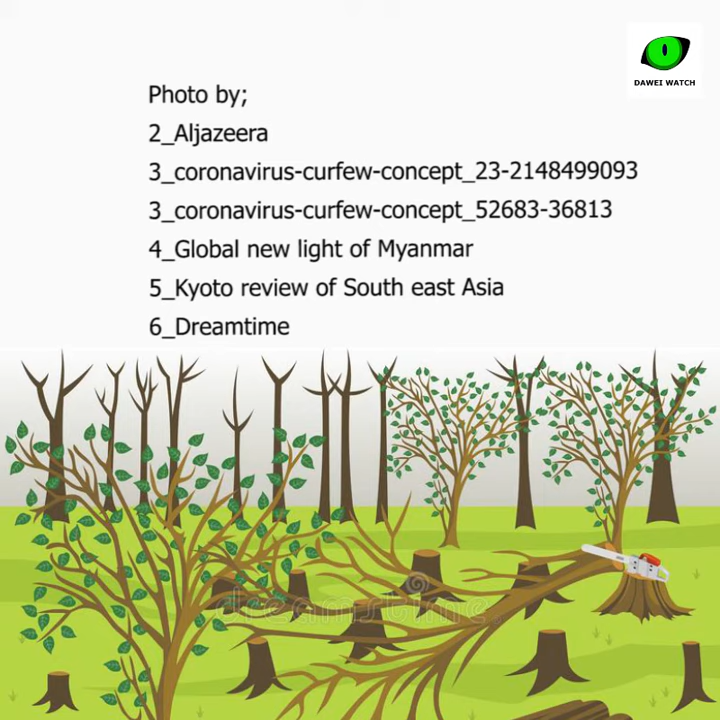 DAWEI WATCH
Photo by;
2_Aljazeera
3_coronavirus-curfew-concept_23-2148499093
3_coronavirus-curfew-concept_52683-36813
4_Global new light of Myanmar
5_Kyoto review of South east Asia
6_Dreamtime
dreamstime.